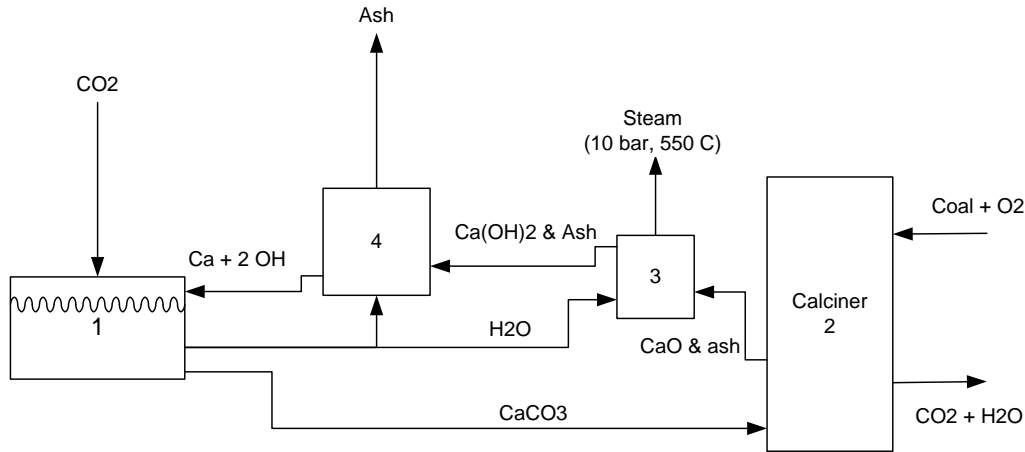 Ash
CO2
Steam
(10 bar, 550 C)
Coal + O2
4
Ca(OH)2 & Ash
Ca + 2 OH
3
Calciner
2
1
H2O
CaO & ash
CO2 + H2O
CaCO3